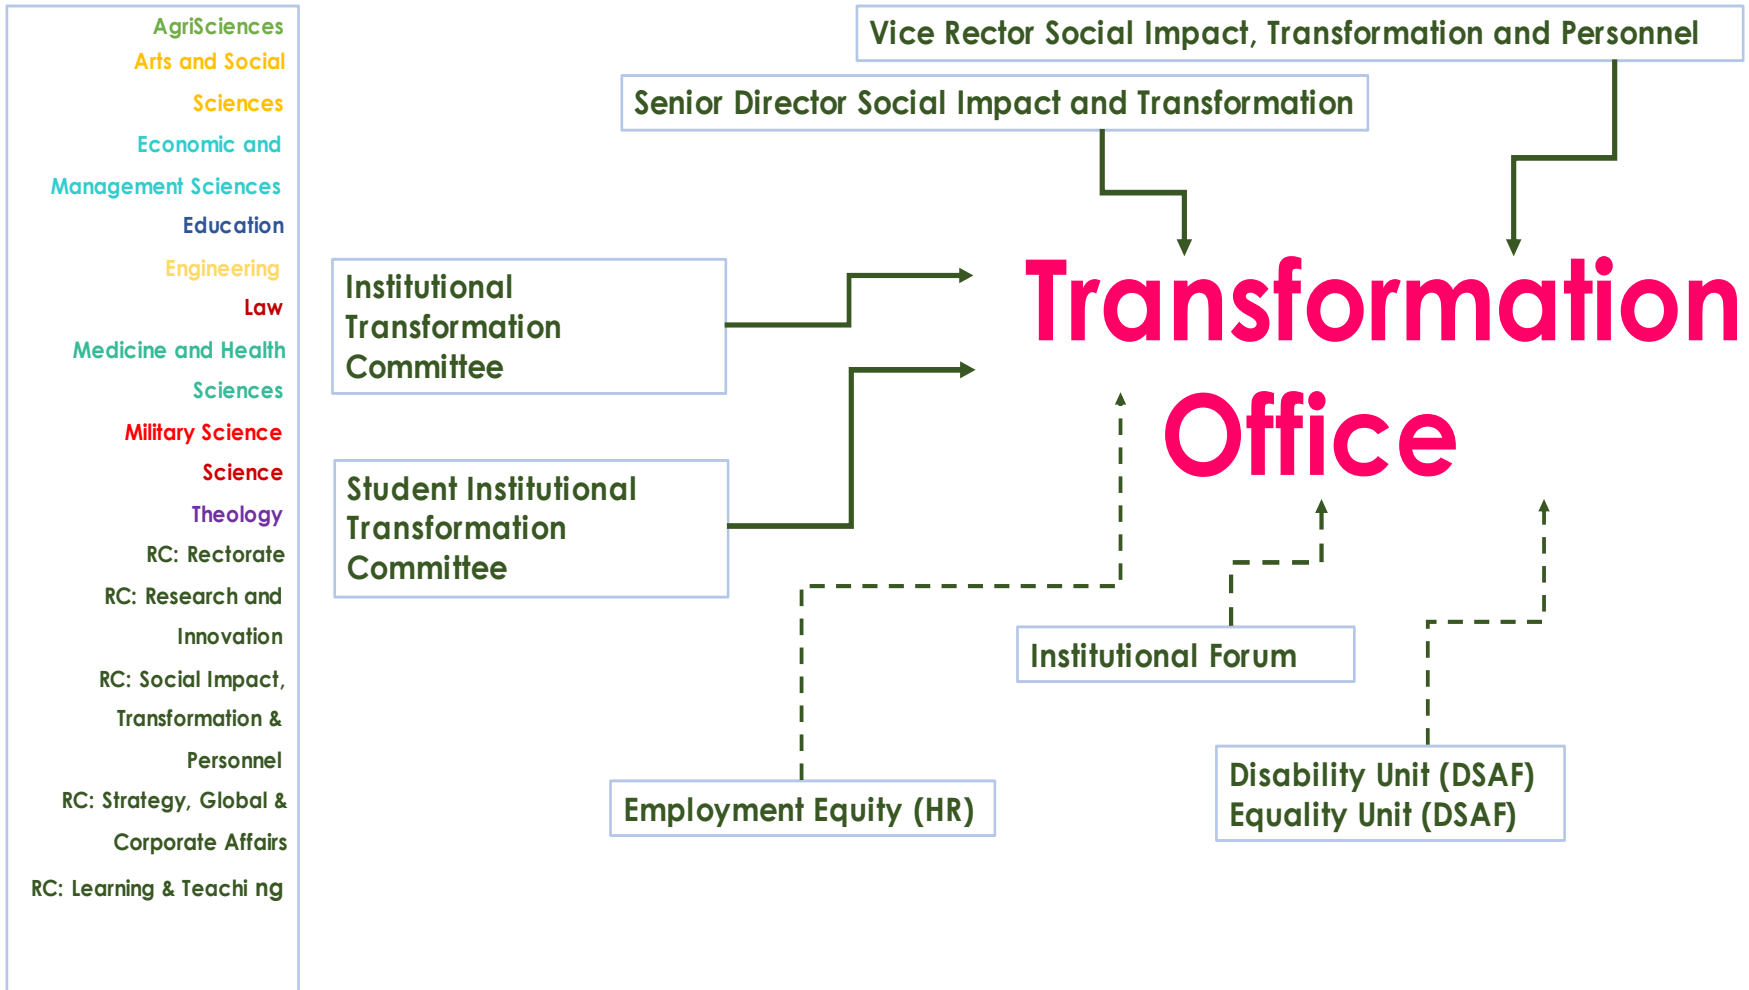 AgriSciences
Arts and Social
Sciences
Economic and
Management Sciences
Education
Engineering
Law
Medicine and Health
Sciences
Military Science
Science
Theology
RC: Rectorate
RC: Research and
Innovation
RC: Social Impact,
Transformation &
Personnel
RC: Strategy, Global &
Corporate Affairs
RC: Learning & Teachi ng
Vice Rector Social Impact, Transformation and Personnel
Senior Director Social Impact and Transformation
Institutional
Transformation
Committee
Transformation
Office
Student Institutional
Transformation
Committee
Institutional Forum
Employment Equity (HR)
Disability Unit (DSAF)
Equality Unit (DSAF)